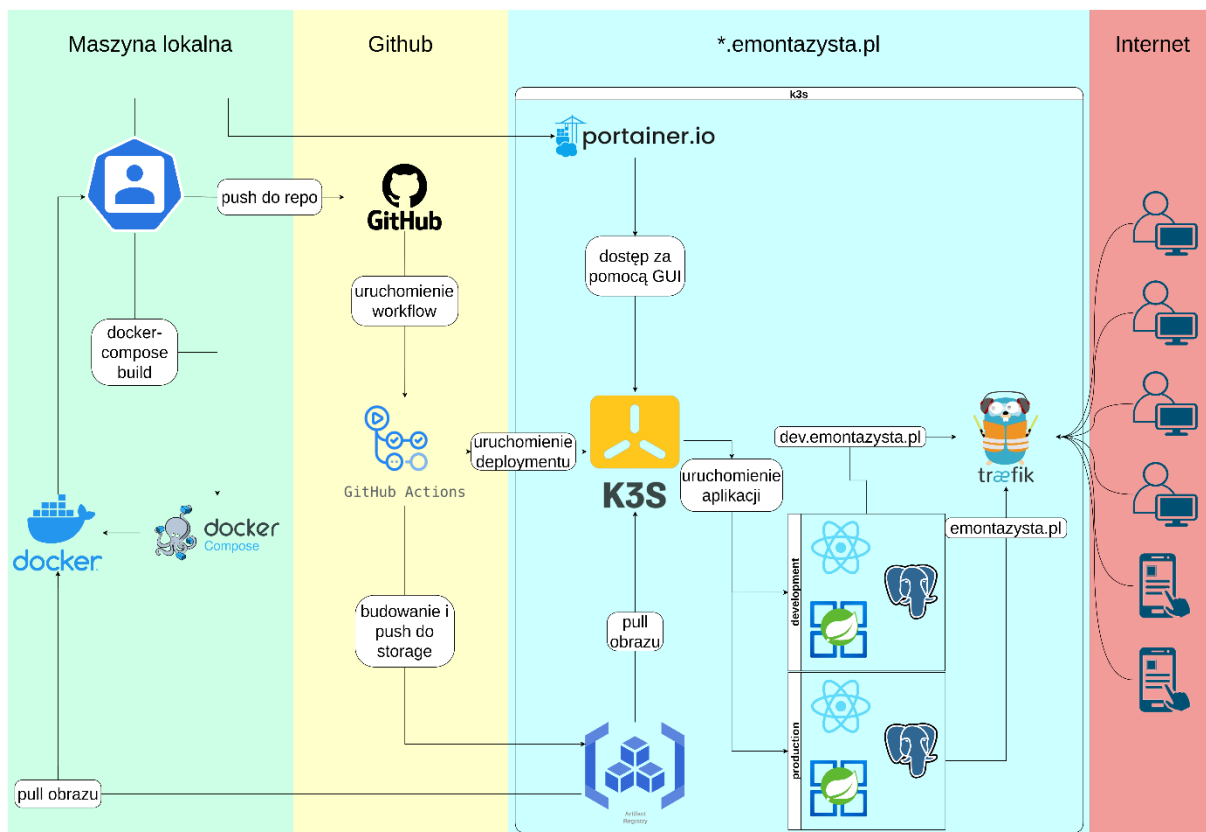 Maszyna lokalna
Github
*.emontazysta.pl
Internet
k3s
portainer.io
push do repo
GitHub
dostęp za
pomocą GUI
uruchomienie
workflow
docker-
compose
build
GitHub Actions
uruchomienie
deploymentu
K3S
uruchomienie
aplikacji
dev.emontazysta.pl
træfik
emontazysta.pl
docker
docker
Compose
development
budowanie i
push do
storage
pull
obrazu
production
pull obrazu
Artifact
Registry